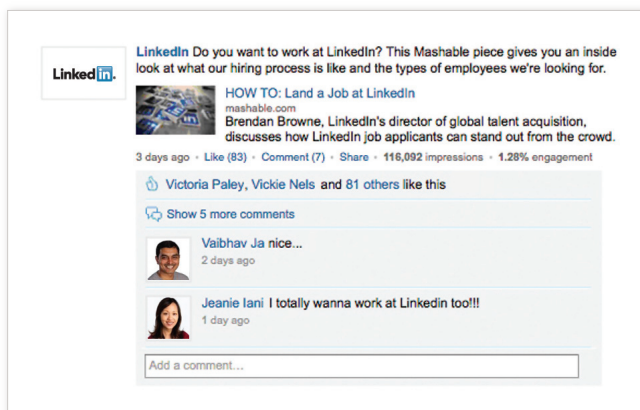 Linked in.
LinkedIn Do you want to work at LinkedIn? This Mashable piece gives you an inside
look at what our hiring process is like and the types of employees we're looking for.
HOW TO: Land a Job at LinkedIn
mashable.com
Brendan Browne, LinkedIn's director of global talent acquisition,
discusses how LinkedIn job applicants can stand out from the crowd.
3 days ago • Like (83) • Comment (7) • Share • 116,092 impressions • 1.28% engagement
Victoria Paley, Vickie Nels and 81 others like this
Show 5 more comments
Vaibhav Ja nice...
2 days ago
Jeanie Iani I totally wanna work at Linkedin too!!!
1 day ago
Add a comment...